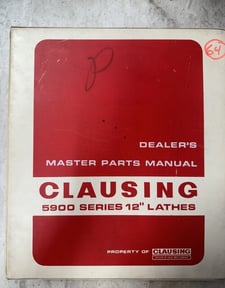 64
P
DEALER'S
MASTER PARTS MANUAL
CLAUSING
5900 SERIES 12" LATHES
PROPERTY OF CLAUSING